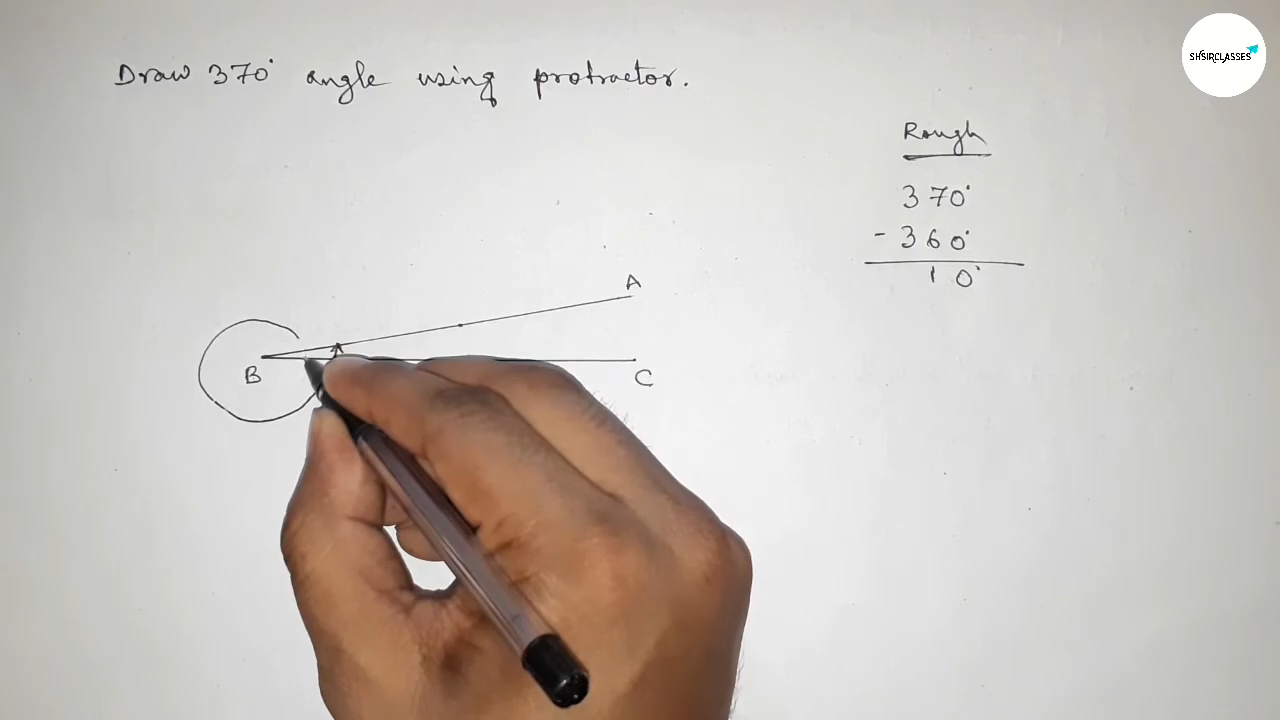 Draw 370° angle using protractor.
SHSIRCLASSES
Rough
370°
- 360°
10°
A
B
C